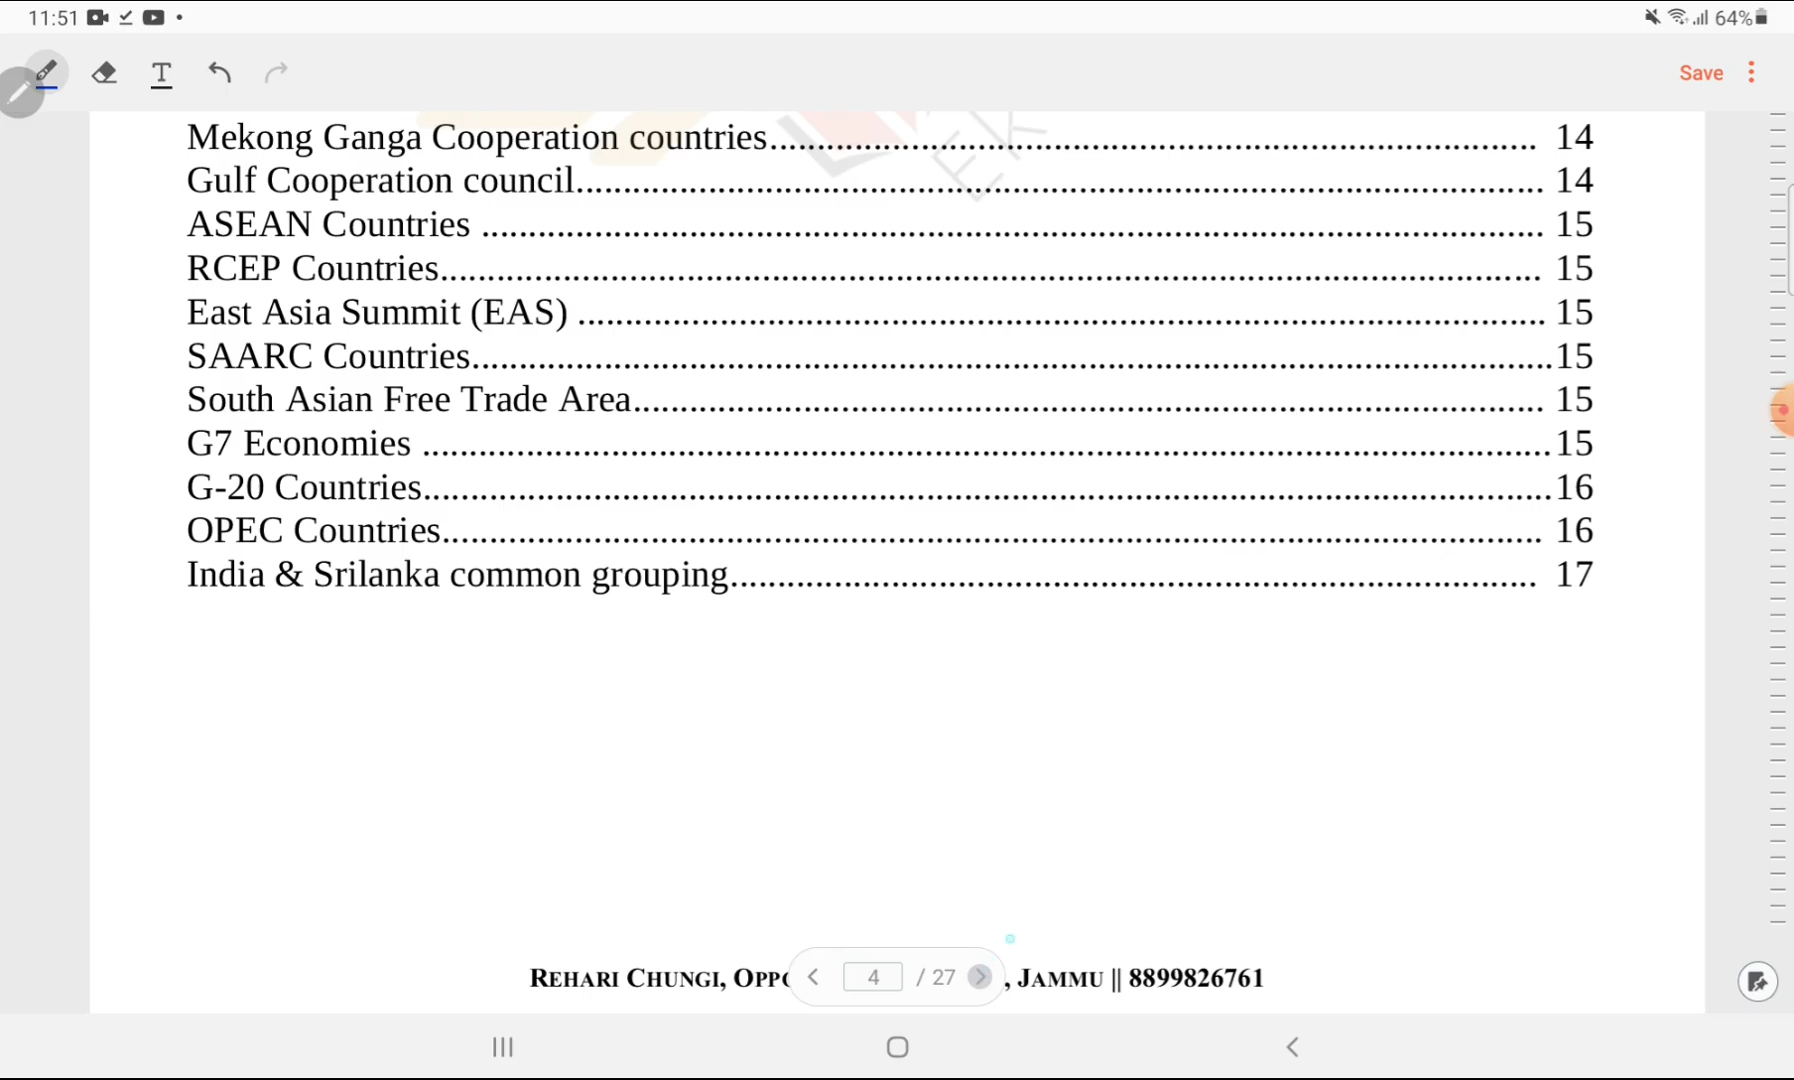 11:51
64%
T
Save
Mekong Ganga Cooperation countries.................................................................................. 14
Gulf Cooperation council....................................................................................................... 14
ASEAN Countries .................................................................................................................. 15
RCEP Countries...................................................................................................................... 15
East Asia Summit (EAS) ........................................................................................................ 15
SAARC Countries....................................................................................................................15
South Asian Free Trade Area.................................................................................................. 15
G7 Economies .........................................................................................................................15
G-20 Countries.........................................................................................................................16
OPEC Countries...................................................................................................................... 16
India & Srilanka common grouping...................................................................................... 17
REHARI CHUNGI, OPPO
4 / 27
, JAMMU || 8899826761